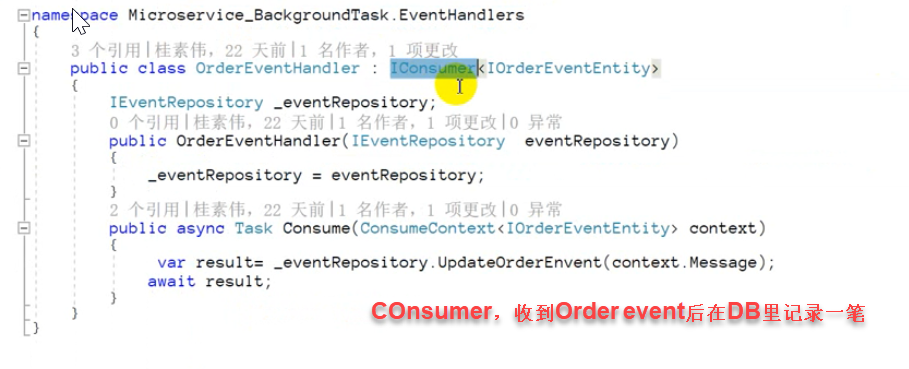 namespace Microservice_BackgroundTask.EventHandlers
{
3 个引用|桂素伟，22 天前|1 名作者，1 项更改
public class OrderEventHandler : IConsumer<IOrderEventEntity>
{
IEventRepository _eventRepository;
0 个引用|桂素伟，22 天前|1 名作者，1 项更改|0 异常
public OrderEventHandler(IEventRepository eventRepository)
{
_eventRepository = eventRepository;
}
2 个引用|桂素伟，22 天前|1 名作者，1 项更改|0 异常
public async Task Consume(ConsumeContext<IOrderEventEntity> context)
{
var result= _eventRepository.UpdateOrderEnvent(context.Message);
await result;
}
COnsumer，收到Order event后在DB里记录一笔
}
}